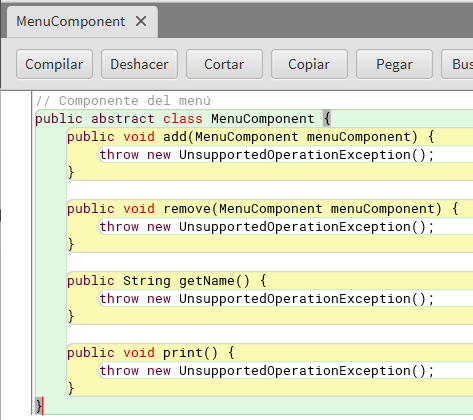 MenuComponent ×
Compilar Deshacer Cortar Copiar Pegar Bus
// Componente del menú
public abstract class MenuComponent {
    public void add(MenuComponent menuComponent) {
        throw new UnsupportedOperationException();
    }

    public void remove(MenuComponent menuComponent) {
        throw new UnsupportedOperationException();
    }

    public String getName() {
        throw new UnsupportedOperationException();
    }

    public void print() {
        throw new UnsupportedOperationException();
    }
}